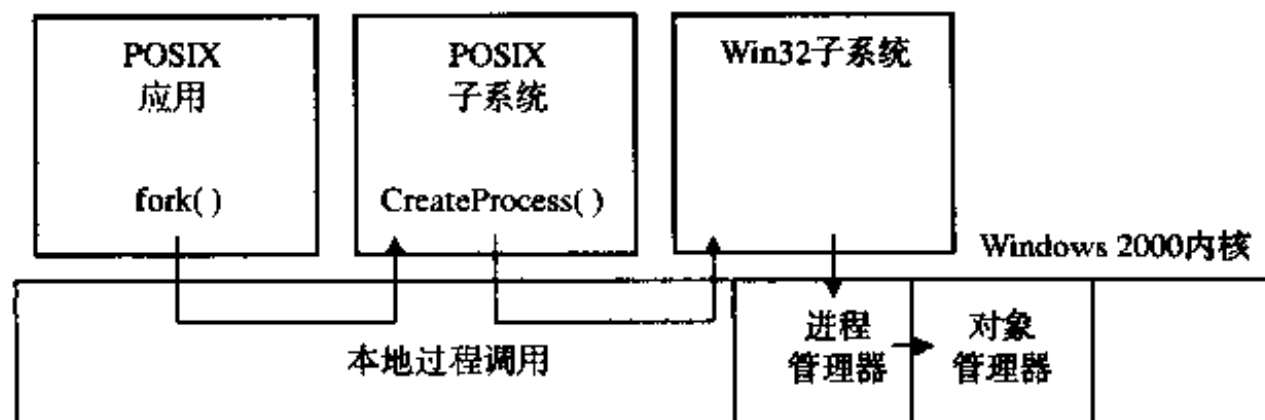 POSIX
应用
fork( )
POSIX
子系统
CreateProcess( )
Win32子系统
Windows 2000内核
本地过程调用
进程
管理器
对象
管理器